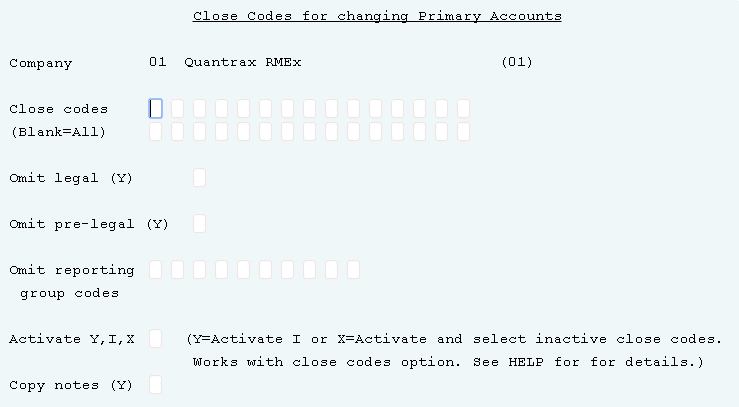 Close Codes for changing Primary Accounts
Company 01 Quantrax RMEx (01)
Close codes
(Blank=All)
Omit legal (Y)
Omit pre-legal (Y)
Omit reporting
group codes
Activate Y,I,X (Y=Activate I or X=Activate and select inactive close codes.
Works with close codes option. See HELP for for details.)
Copy notes (Y)